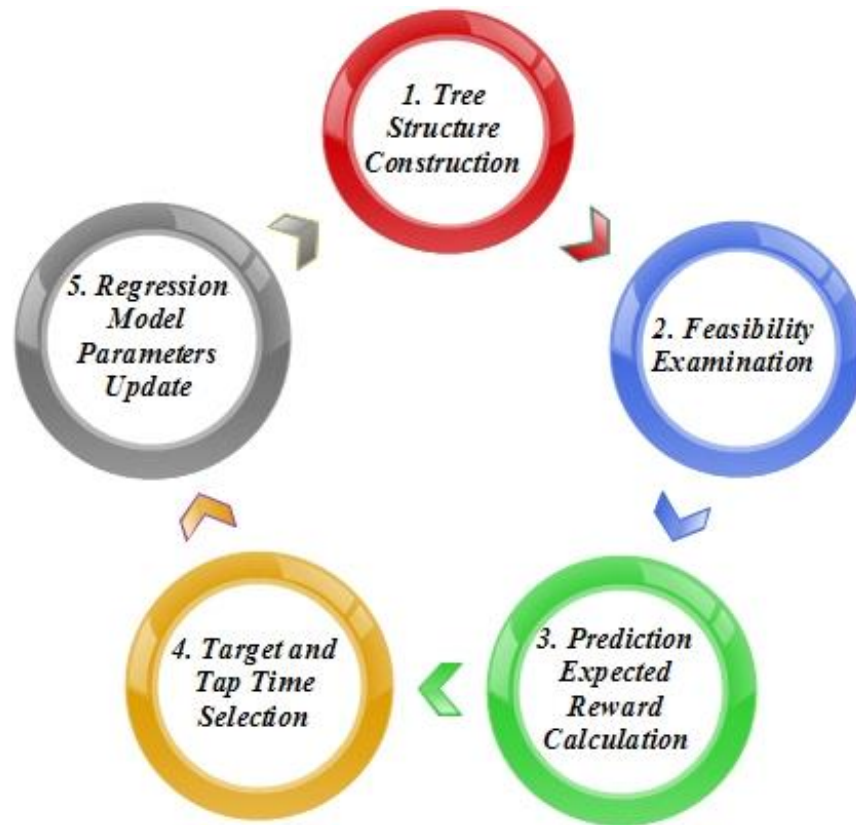 1. Tree
Structure
Construction
2. Feasibility
Examination
3. Prediction
Expected
Reward
Calculation
4. Target and
Tap Time
Selection
5. Regression
Model
Parameters
Update